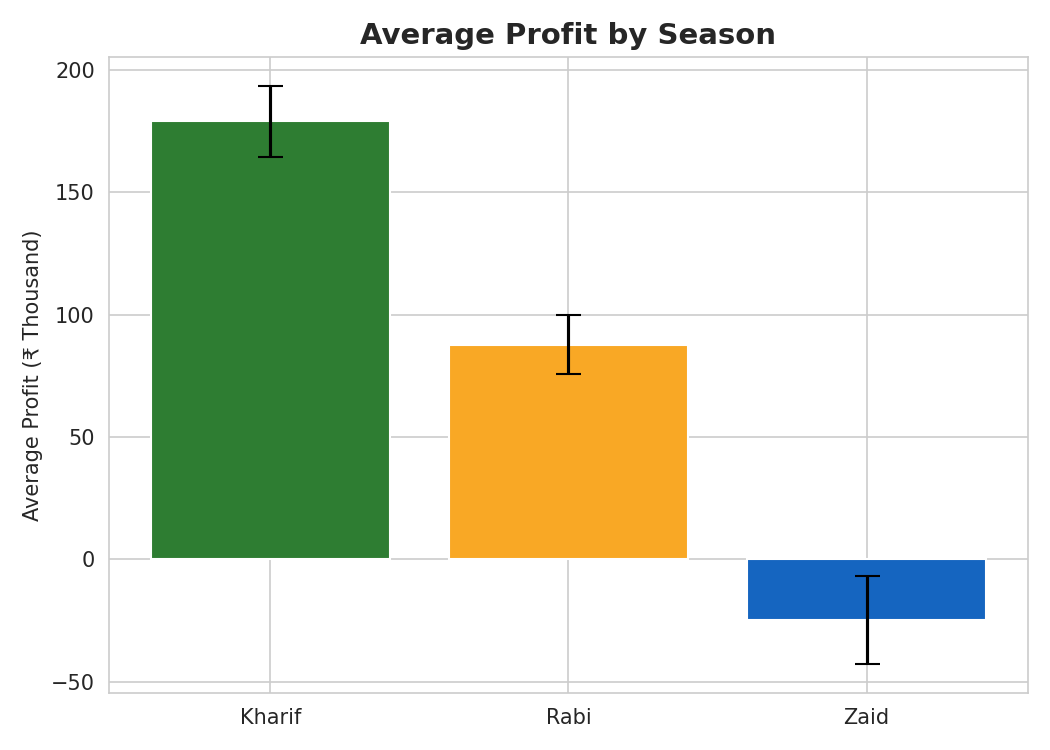 Average Profit by Season
Average Profit (₹ Thousand)
200
150
100
50
0
−50
Kharif
Rabi
Zaid